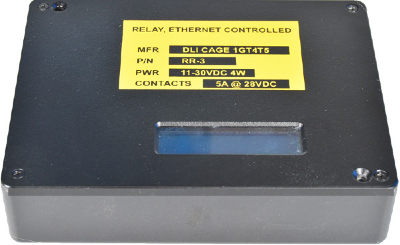 RELAY, ETHERNET CONTROLLED
MFR DLI CAGE 1GT4T5
P/N RR-3
PWR 11-30VDC 4W
CONTACTS 5A @ 28VDC